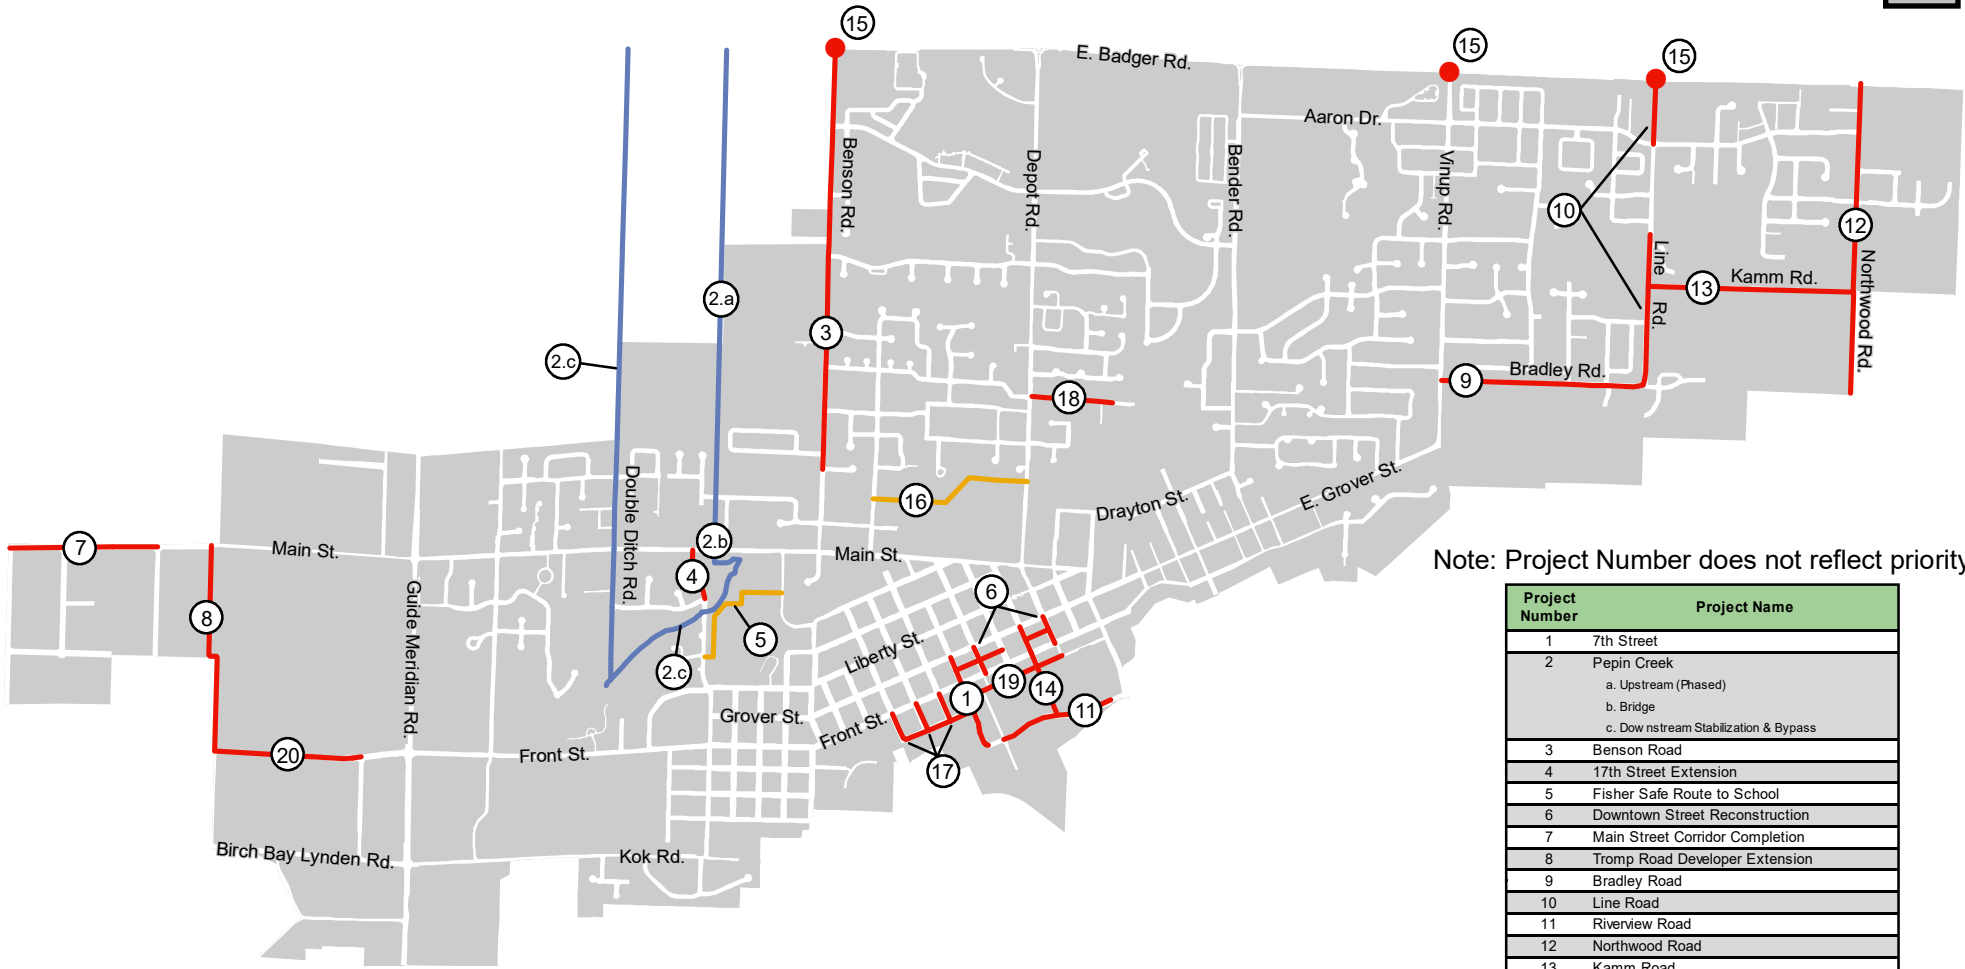 15
15
15
E. Badger Rd.
Aaron Dr.
Benson Rd.
Depot Rd.
Bender Rd.
Vinup Rd.
10
12
Line Rd.
Northwood Rd.
2.a
13
Kamm Rd.
3
2.c
9
Bradley Rd.
18
16
Double Ditch Rd.
Drayton St.
E. Grover St.
7
Main St.
2.b
Main St.
4
6
8
Guide Meridian Rd.
5
Liberty St.
2.c
19
14
1
11
Grover St.
Front St.
20
Front St.
17
Birch Bay Lynden Rd.
Kok Rd.
Note: Project Number does not reflect priority
Project Number Project Name
1 7th Street
2 Pepin Creek
a. Upstream (Phased)
b. Bridge
c. Dow nstream Stabilization & Bypass
3 Benson Road
4 17th Street Extension
5 Fisher Safe Route to School
6 Downtown Street Reconstruction
7 Main Street Corridor Completion
8 Tromp Road Developer Extension
9 Bradley Road
10 Line Road
11 Riverview Road
12 Northwood Road
13 Kamm Road